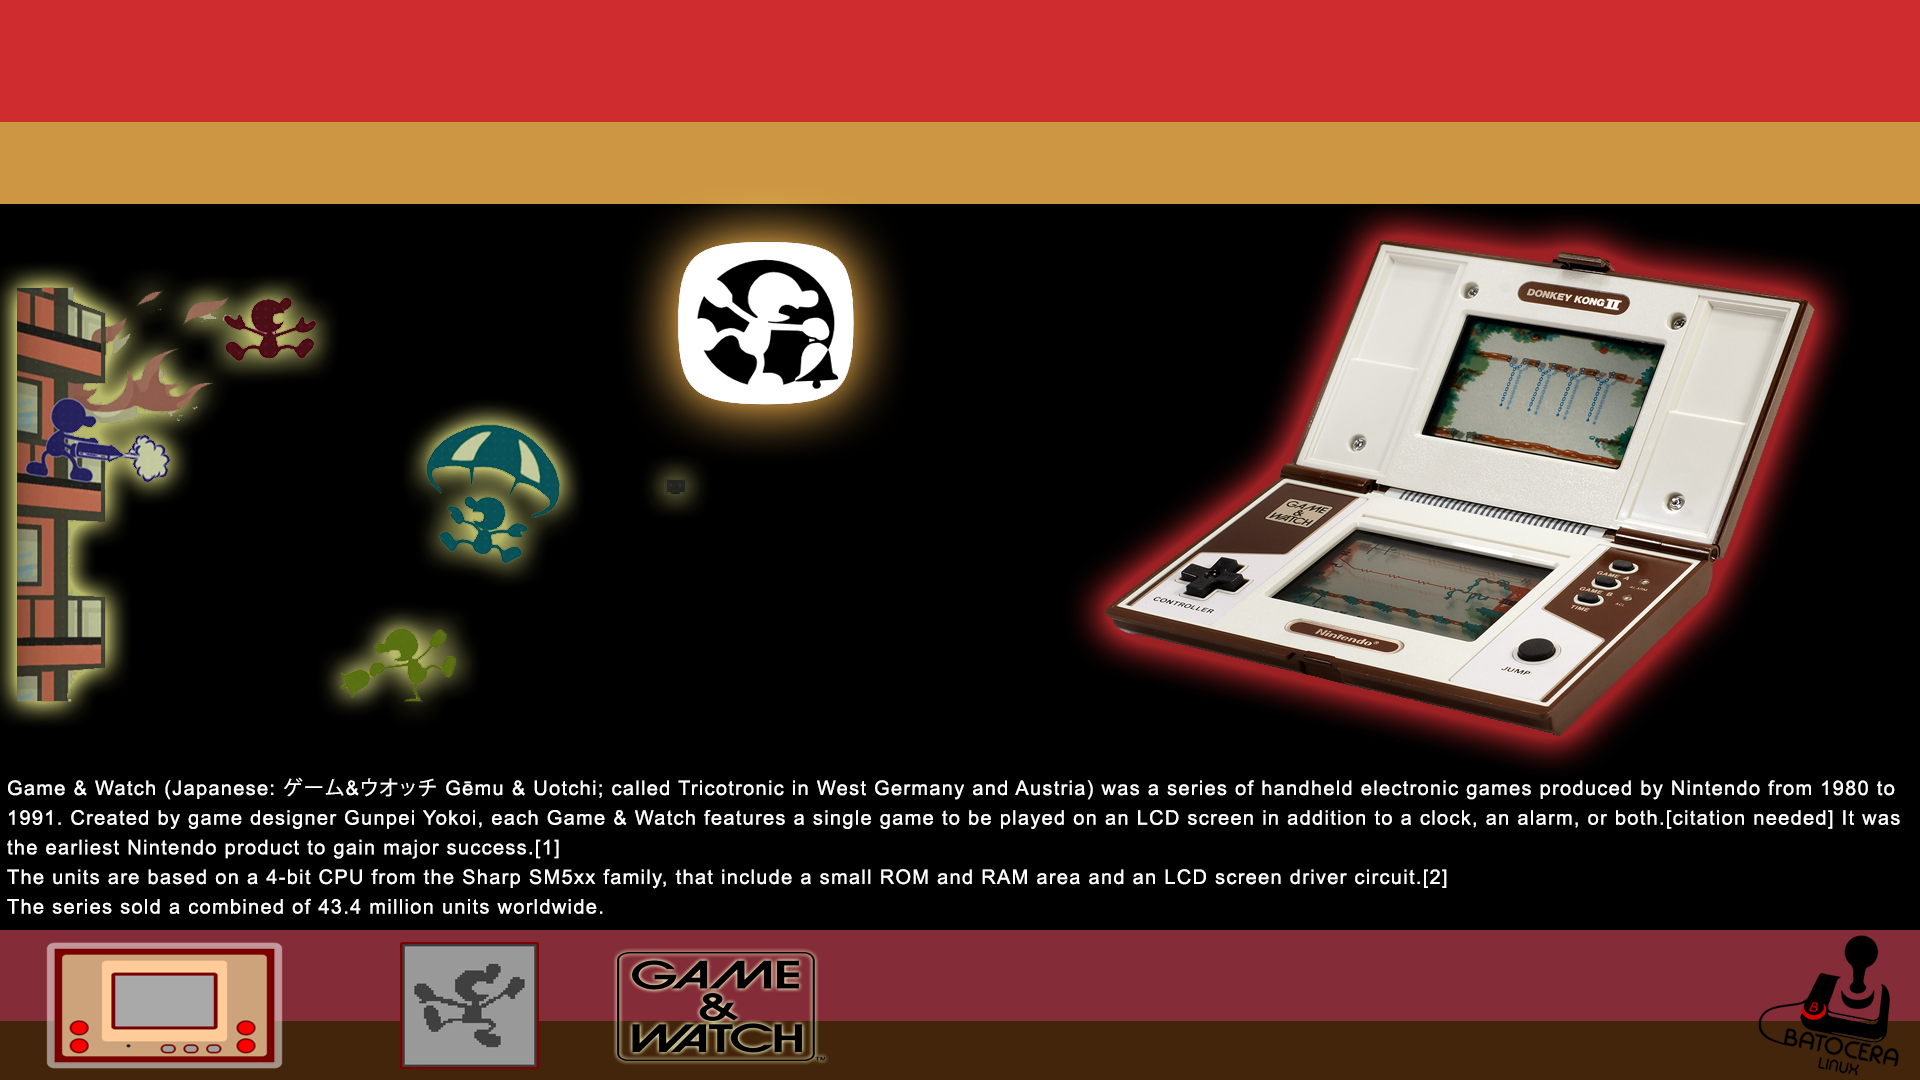 DONKEY KONG II
GAME
&
WATCH
GAME A
ALARM
GAME B
ACL
TIME
CONTROLLER
Nintendo®
JUMP
Game & Watch (Japanese: ゲーム&ウオッチ Gēmu & Uotchi; called Tricotronic in West Germany and Austria) was a series of handheld electronic games produced by Nintendo from 1980 to
1991. Created by game designer Gunpei Yokoi, each Game & Watch features a single game to be played on an LCD screen in addition to a clock, an alarm, or both.[citation needed] It was
the earliest Nintendo product to gain major success.[1]
The units are based on a 4-bit CPU from the Sharp SM5xx family, that include a small ROM and RAM area and an LCD screen driver circuit.[2]
The series sold a combined of 43.4 million units worldwide.
GAME
&
WATCH™
B
BATOCERA
LINUX